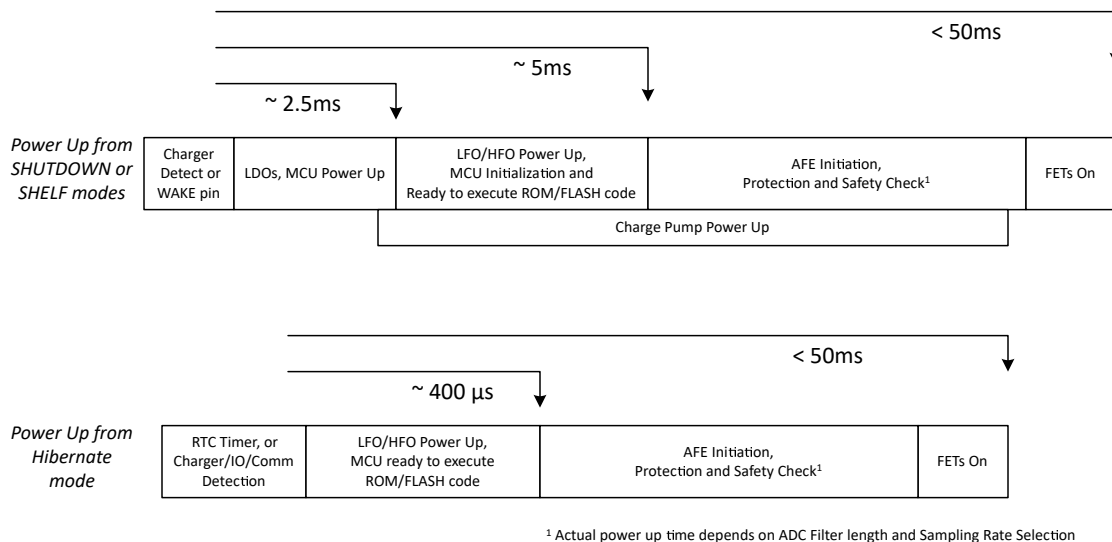 < 50ms
~ 5ms
~ 2.5ms
Power Up from
SHUTDOWN or
SHELF modes
Charger
Detect or
WAKE pin
LDOs, MCU Power Up
LFO/HFO Power Up,
MCU Initialization and
Ready to execute ROM/FLASH code
AFE Initiation,
Protection and Safety Check¹
FETs On
Charge Pump Power Up
< 50ms
~ 400 µs
Power Up from
Hibernate
mode
RTC Timer, or
Charger/IO/Comm
Detection
LFO/HFO Power Up,
MCU ready to execute
ROM/FLASH code
AFE Initiation,
Protection and Safety Check¹
FETs On
¹ Actual power up time depends on ADC Filter length and Sampling Rate Selection